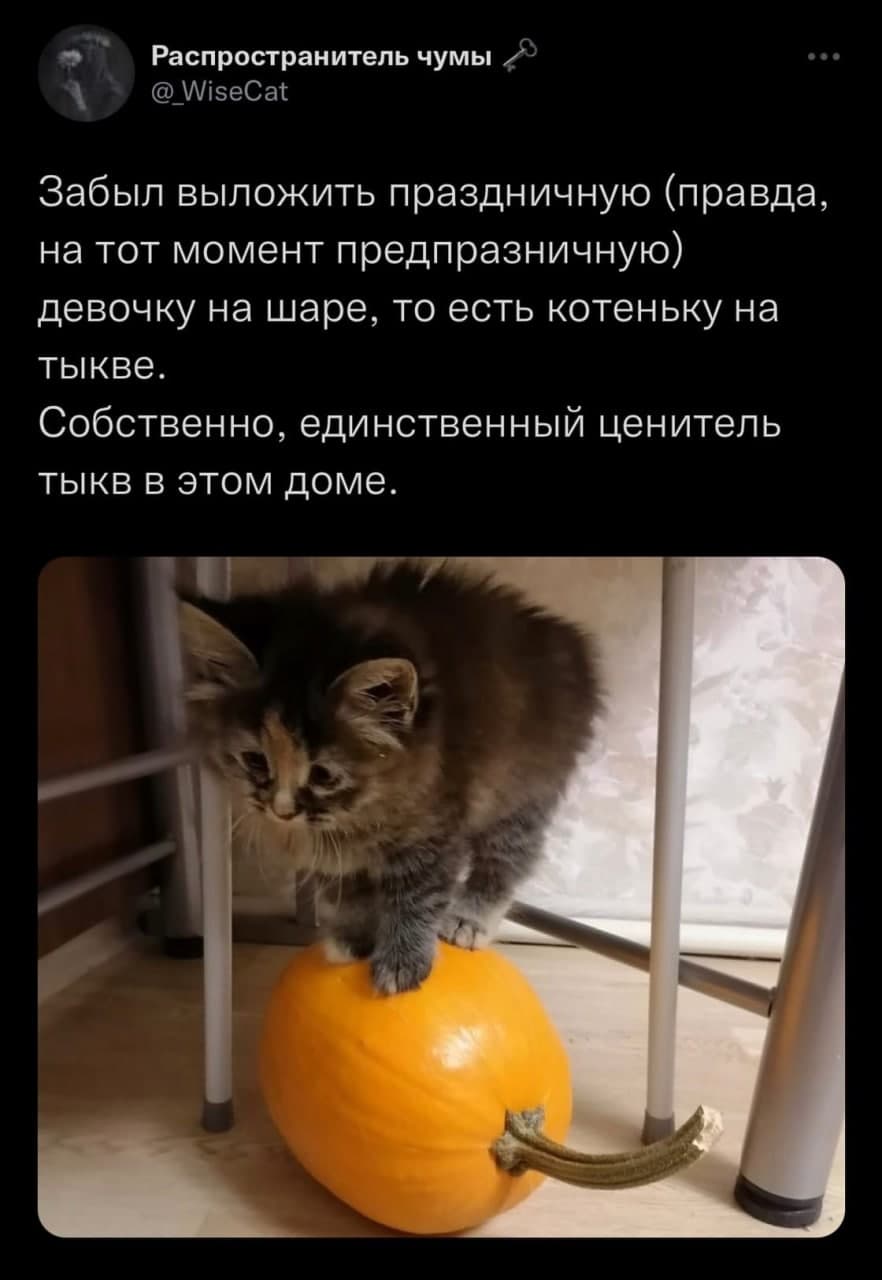 Распространитель чумы 🗝
@_WiseCat
Забыл выложить праздничную (правда,
на тот момент предпразничную)
девочку на шаре, то есть котеньку на
тыкве.
Собственно, единственный ценитель
тыкв в этом доме.